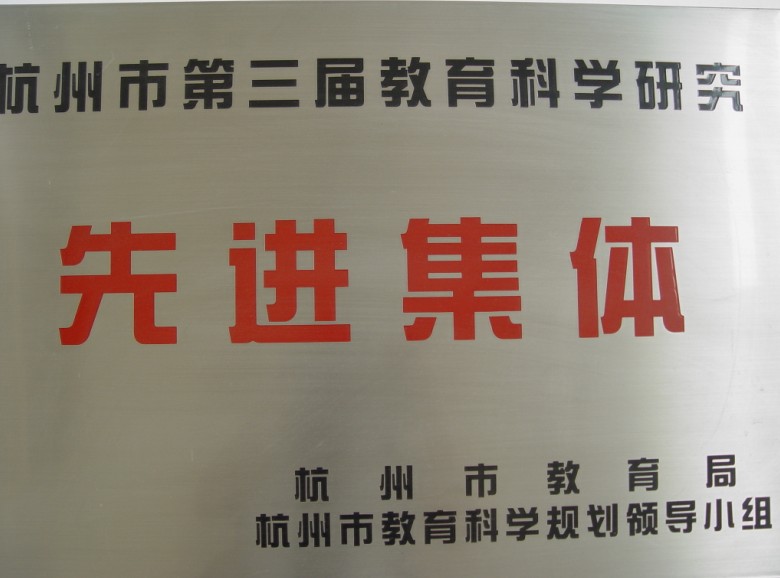 杭州市第三届教育科学研究
先进集体
杭州市教育局
杭州市教育科学规划领导小组